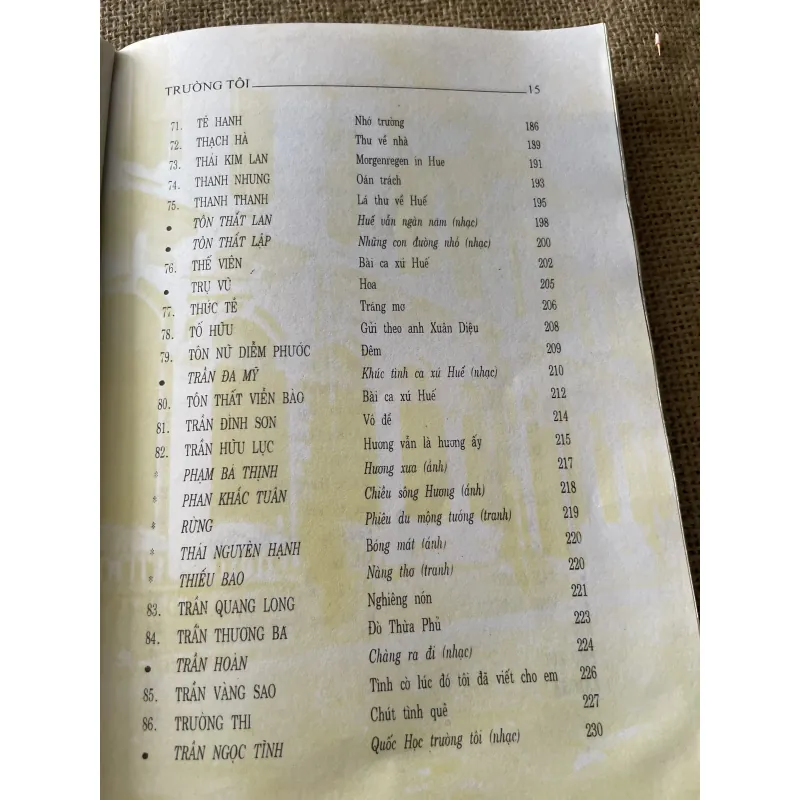 TRƯỜNG TÔI 15
71. TẾ HANH Nhớ trường 186
72. THẠCH HÀ Thư về nhà 189
73. THÁI KIM LAN Morgenregen in Hue 191
74. THANH NHUNG Oán trách 193
75. THANH THANH Lá thư về Huế 195
• TÔN THẤT LAN Huế vẫn ngàn năm (nhạc) 198
• TÔN THẤT LẬP Những con đường nhỏ (nhạc) 200
76. THẾ VIÊN Bài ca xứ Huế 202
• TRỤ VŨ Hoa 205
77. THỨC TẾ Trăng mơ 206
78. TỐ HỮU Gửi theo anh Xuân Diệu 208
79. TÔN NỮ DIỄM PHƯỚC Đêm 209
• TRẦN ĐA MỸ Khúc tình ca xứ Huế (nhạc) 210
80. TÔN THẤT VIỄN BÀO Bài ca xứ Huế 212
81. TRẦN ĐÌNH SƠN Vô đề 214
82. TRẦN HỮU LỤC Hương vẫn là hương ấy 215
* PHẠM BÁ THỊNH Hương xưa (ảnh) 217
* PHAN KHẮC TUÂN Chiều sông Hương (ảnh) 218
* RỪNG Phiêu du mộng tưởng (tranh) 219
* THÁI NGUYÊN HẠNH Bóng mát (ảnh) 220
* THIẾU BAO Nàng thơ (tranh) 220
83. TRẦN QUANG LONG Nghiêng nón 221
84. TRẦN THƯƠNG BA Đò Thừa Phủ 223
• TRẦN HOÀN Chàng ra đi (nhạc) 224
85. TRẦN VÀNG SAO Tình cờ lúc đó tôi đã viết cho em 226
86. TRƯỜNG THI Chút tình quê 227
• TRẦN NGỌC TĨNH Quốc Học trường tôi (nhạc) 230